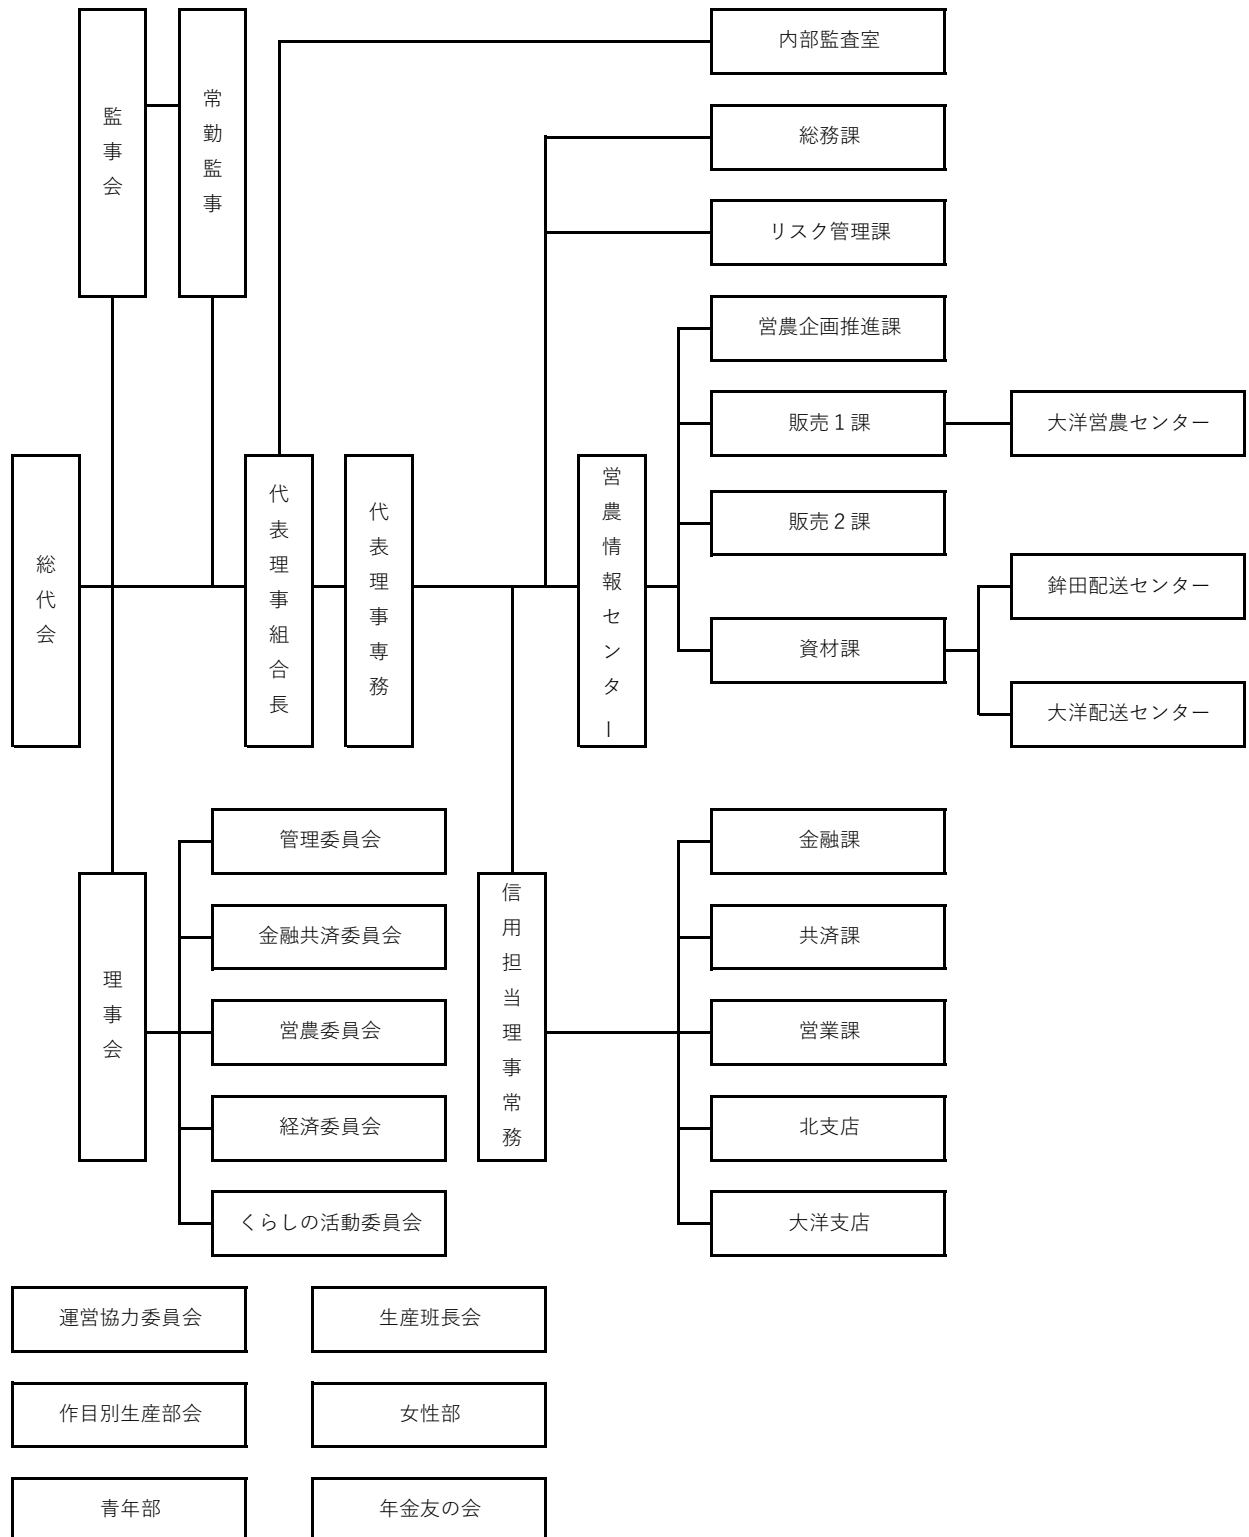 内部監査室
監事会
常勤監事
総務課
リスク管理課
営農企画推進課
販売１課
大洋営農センター
総代会
代表理事組合長
代表理事専務
営農情報センター
販売２課
鉾田配送センター
資材課
大洋配送センター
管理委員会
金融課
理事会
信用担当理事常務
金融共済委員会
共済課
営農委員会
営業課
経済委員会
北支店
くらしの活動委員会
大洋支店
運営協力委員会
生産班長会
作目別生産部会
女性部
青年部
年金友の会